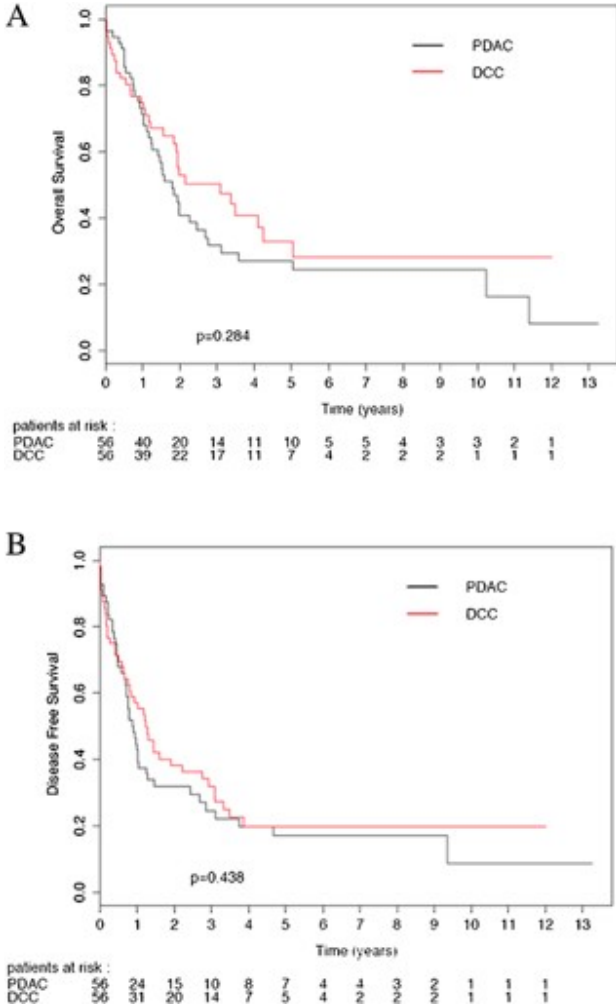 A
PDAC
DCC
Overall Survival
1.0
0.8
0.6
0.4
0.2
0.0
p=0.284
0 1 2 3 4 5 6 7 8 9 10 11 12 13
Time (years)
patients at risk :
PDAC 56 40 20 14 11 10 5 5 4 3 3 2 1
DCC 56 39 22 17 11 7 4 2 2 2 1 1 1
B
PDAC
DCC
Disease Free Survival
1.0
0.8
0.6
0.4
0.2
0.0
p=0.438
0 1 2 3 4 5 6 7 8 9 10 11 12 13
Time (years)
patients at risk :
PDAC 56 24 15 10 8 7 4 4 3 2 1 1 1
DCC 56 31 20 14 7 5 4 2 2 2 1 1 1